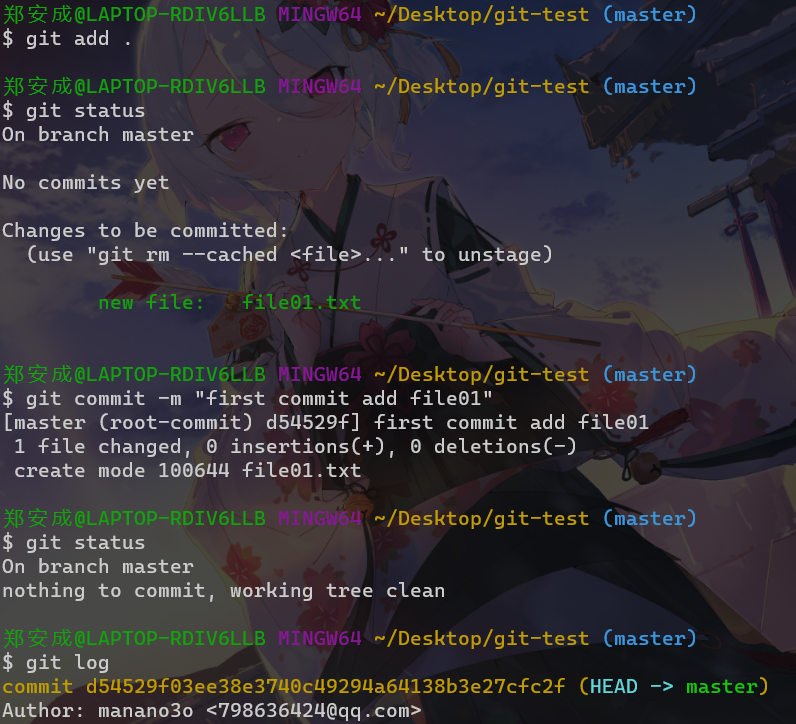 郑安成@LAPTOP-RDIV6LLB MINGW64 ~/Desktop/git-test (master)
$ git add .
郑安成@LAPTOP-RDIV6LLB MINGW64 ~/Desktop/git-test (master)
$ git status
On branch master
No commits yet
Changes to be committed:
  (use "git rm --cached <file>..." to unstage)
        new file:   file01.txt
郑安成@LAPTOP-RDIV6LLB MINGW64 ~/Desktop/git-test (master)
$ git commit -m "first commit add file01"
[master (root-commit) d54529f] first commit add file01
 1 file changed, 0 insertions(+), 0 deletions(-)
 create mode 100644 file01.txt
郑安成@LAPTOP-RDIV6LLB MINGW64 ~/Desktop/git-test (master)
$ git status
On branch master
nothing to commit, working tree clean
郑安成@LAPTOP-RDIV6LLB MINGW64 ~/Desktop/git-test (master)
$ git log
commit d54529f03ee38e3740c49294a64138b3e27cfc2f (HEAD -> master)
Author: manano3o <798636424@qq.com>